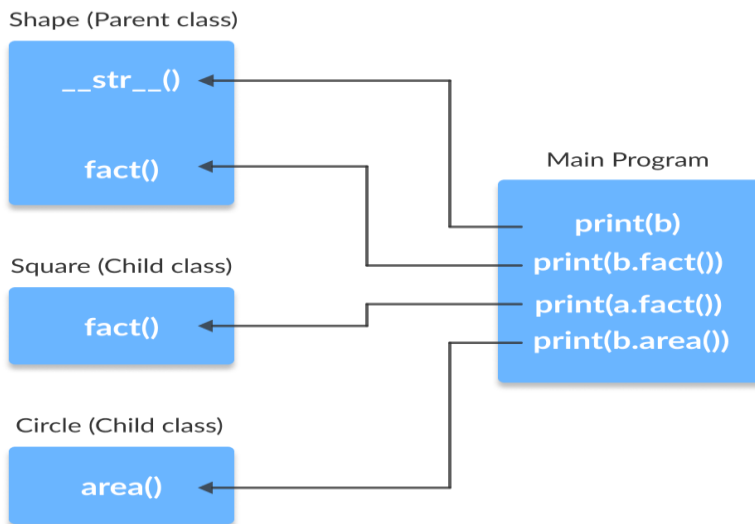 Shape (Parent class)
__str__()
fact()
Square (Child class)
fact()
Circle (Child class)
area()
Main Program
print(b)
print(b.fact())
print(a.fact())
print(b.area())